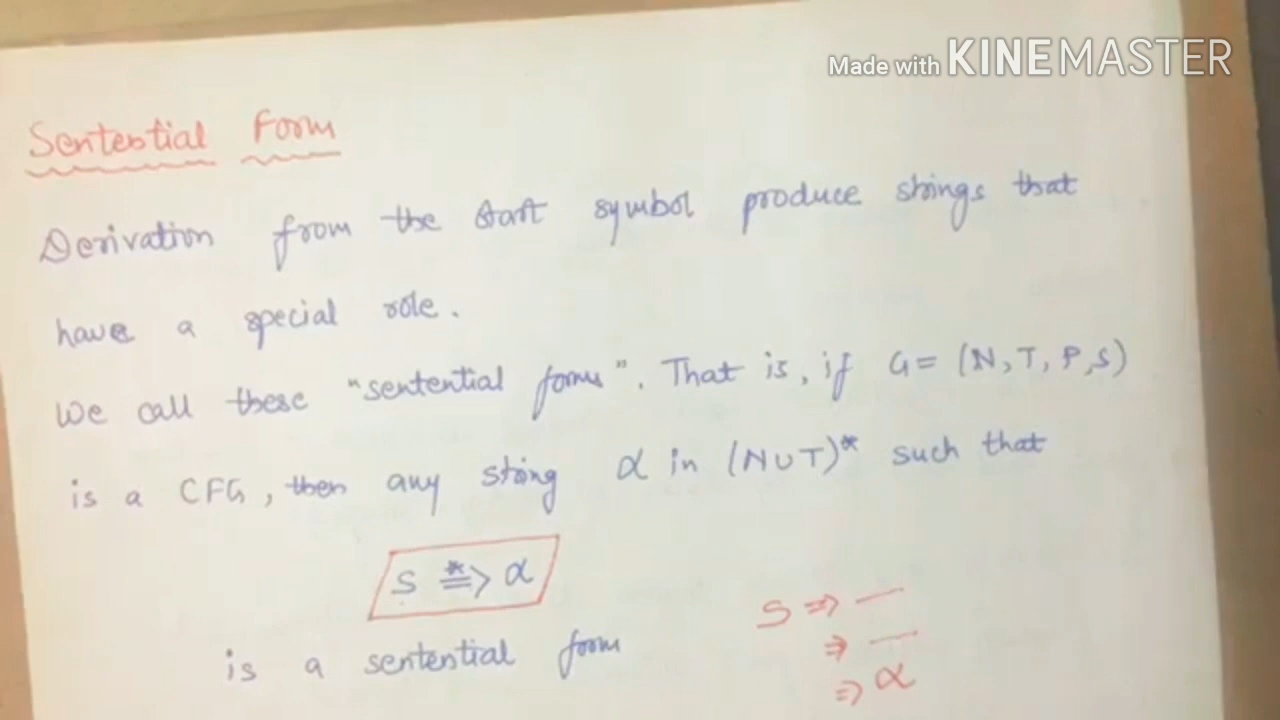 Made with KINEMASTER
Sentential Form
Derivation from the start symbol produce strings that
have a special role.
We call these "sentential forms". That is, if G = (N, T, P, S)
is a CFG, then any string α in (N∪T)* such that
S *⇒ α
is a sentential form
S ⇒ —
⇒ —
⇒ α